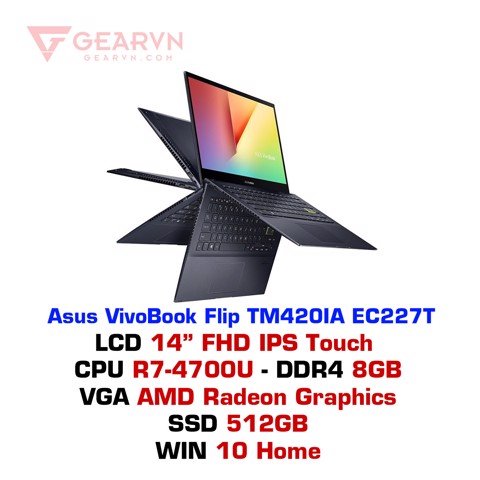 GEARVN
GEARVN.COM
Asus VivoBook Flip TM420IA EC227T
LCD 14” FHD IPS Touch
CPU R7-4700U - DDR4 8GB
VGA AMD Radeon Graphics
SSD 512GB
WIN 10 Home